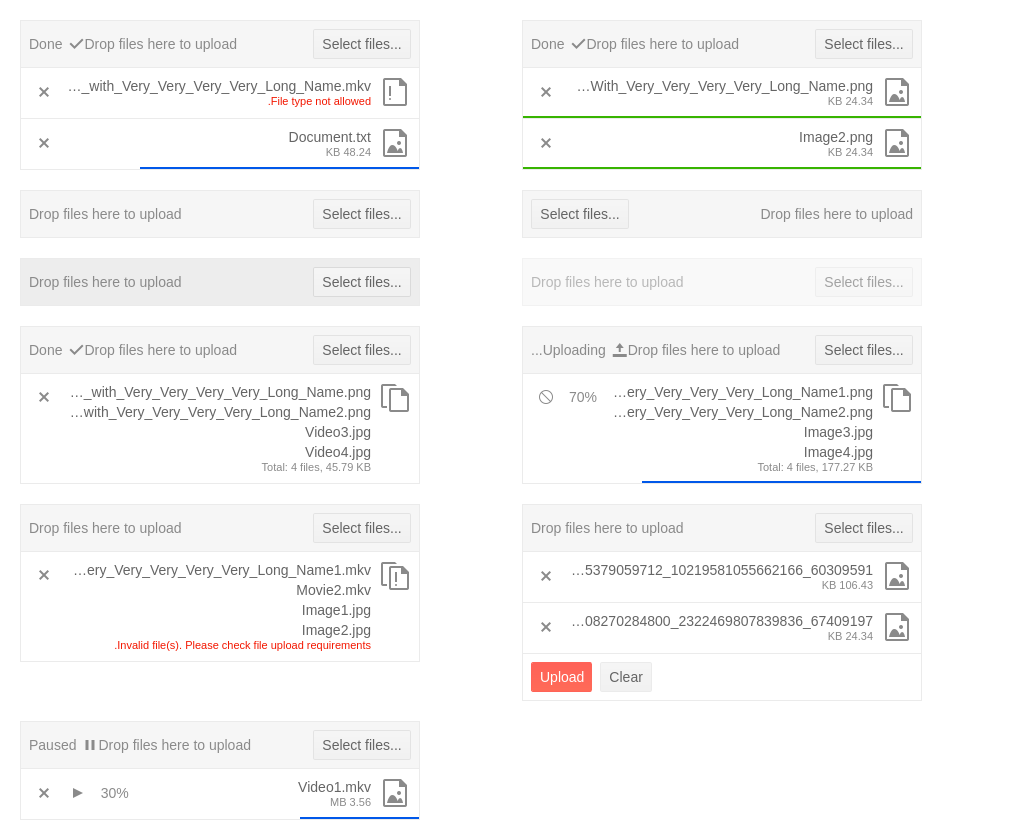 Done Drop files here to upload Select files...
..._with_Very_Very_Very_Very_Long_Name.mkv
.File type not allowed
Document.txt
KB 48.24
Done Drop files here to upload Select files...
...With_Very_Very_Very_Very_Long_Name.png
KB 24.34
Image2.png
KB 24.34
Drop files here to upload Select files...
Select files... Drop files here to upload
Drop files here to upload Select files...
Drop files here to upload Select files...
Done Drop files here to upload Select files...
..._with_Very_Very_Very_Very_Long_Name.png
...with_Very_Very_Very_Very_Long_Name2.png
Video3.jpg
Video4.jpg
Total: 4 files, 45.79 KB
...Uploading Drop files here to upload Select files...
70% ...ery_Very_Very_Very_Long_Name1.png
...ery_Very_Very_Very_Long_Name2.png
Image3.jpg
Image4.jpg
Total: 4 files, 177.27 KB
Drop files here to upload Select files...
...ery_Very_Very_Very_Very_Long_Name1.mkv
Movie2.mkv
Image1.jpg
Image2.jpg
.Invalid file(s). Please check file upload requirements
Drop files here to upload Select files...
...5379059712_10219581055662166_60309591
KB 106.43
...08270284800_2322469807839836_67409197
KB 24.34
Upload Clear
Paused Drop files here to upload Select files...
30% Video1.mkv
MB 3.56